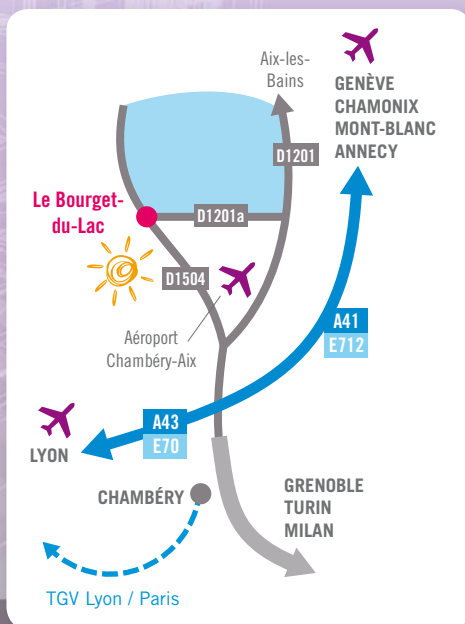 Aix-les-
Bains
GENÈVE
CHAMONIX
MONT-BLANC
ANNECY
D1201
Le Bourget-
du-Lac
D1201a
D1504
Aéroport
Chambéry-Aix
A41
E712
A43
E70
LYON
CHAMBÉRY
GRENOBLE
TURIN
MILAN
TGV Lyon / Paris